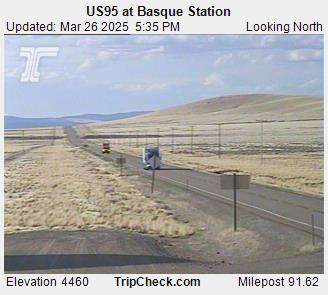 US95 at Basque Station
Updated: Mar 26 2025 5:35 PM Looking North
Elevation 4460 TripCheck.com Milepost 91.62